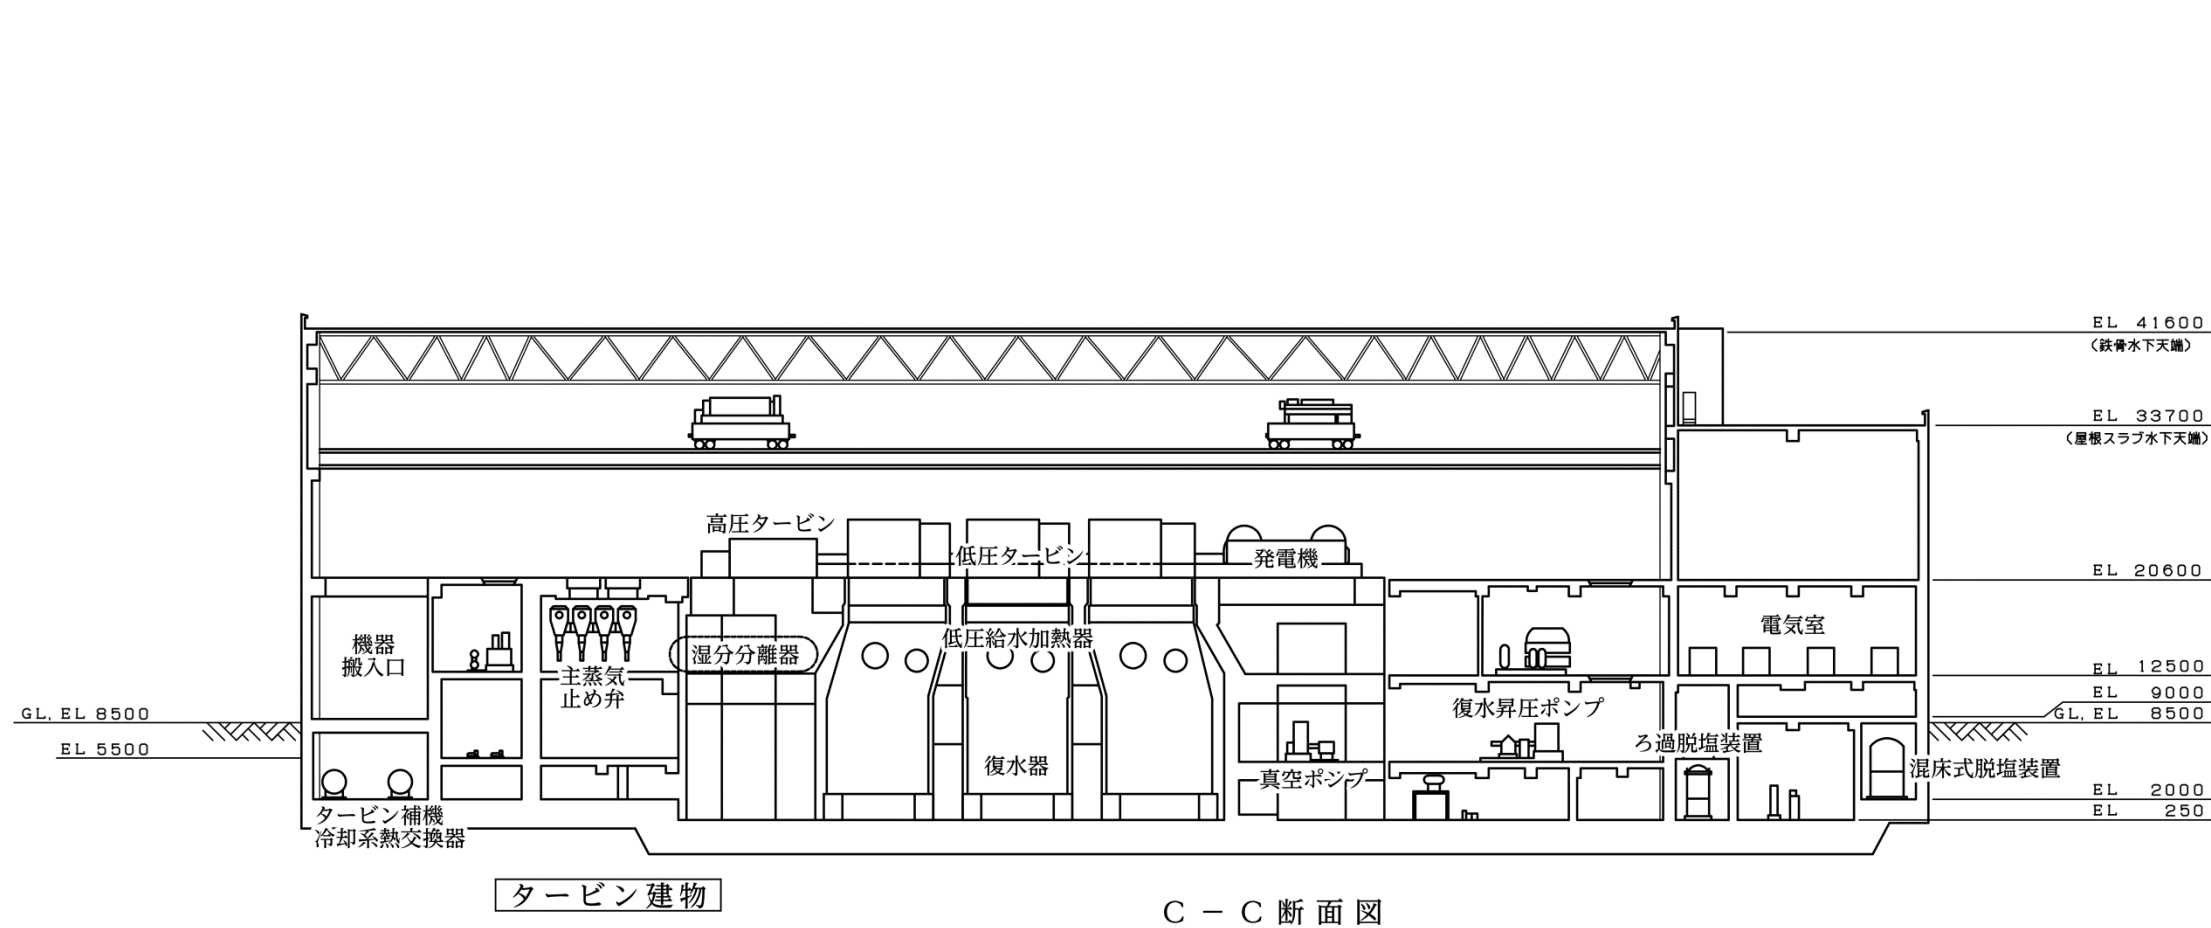 EL 41600
(鉄骨水下天端)
EL 33700
(屋根スラブ水下天端)
高圧タービン
低圧タービン
発電機
EL 20600
電気室
機器
搬入口
低圧給水加熱器
湿分分離器
主蒸気
止め弁
EL 12500
EL 9000
復水昇圧ポンプ
GL, EL 8500
GL, EL 8500
ろ過脱塩装置
EL 5500
復水器
真空ポンプ
混床式脱塩装置
EL 2000
EL 250
タービン補機
冷却系熱交換器
タービン建物
C-C断面図